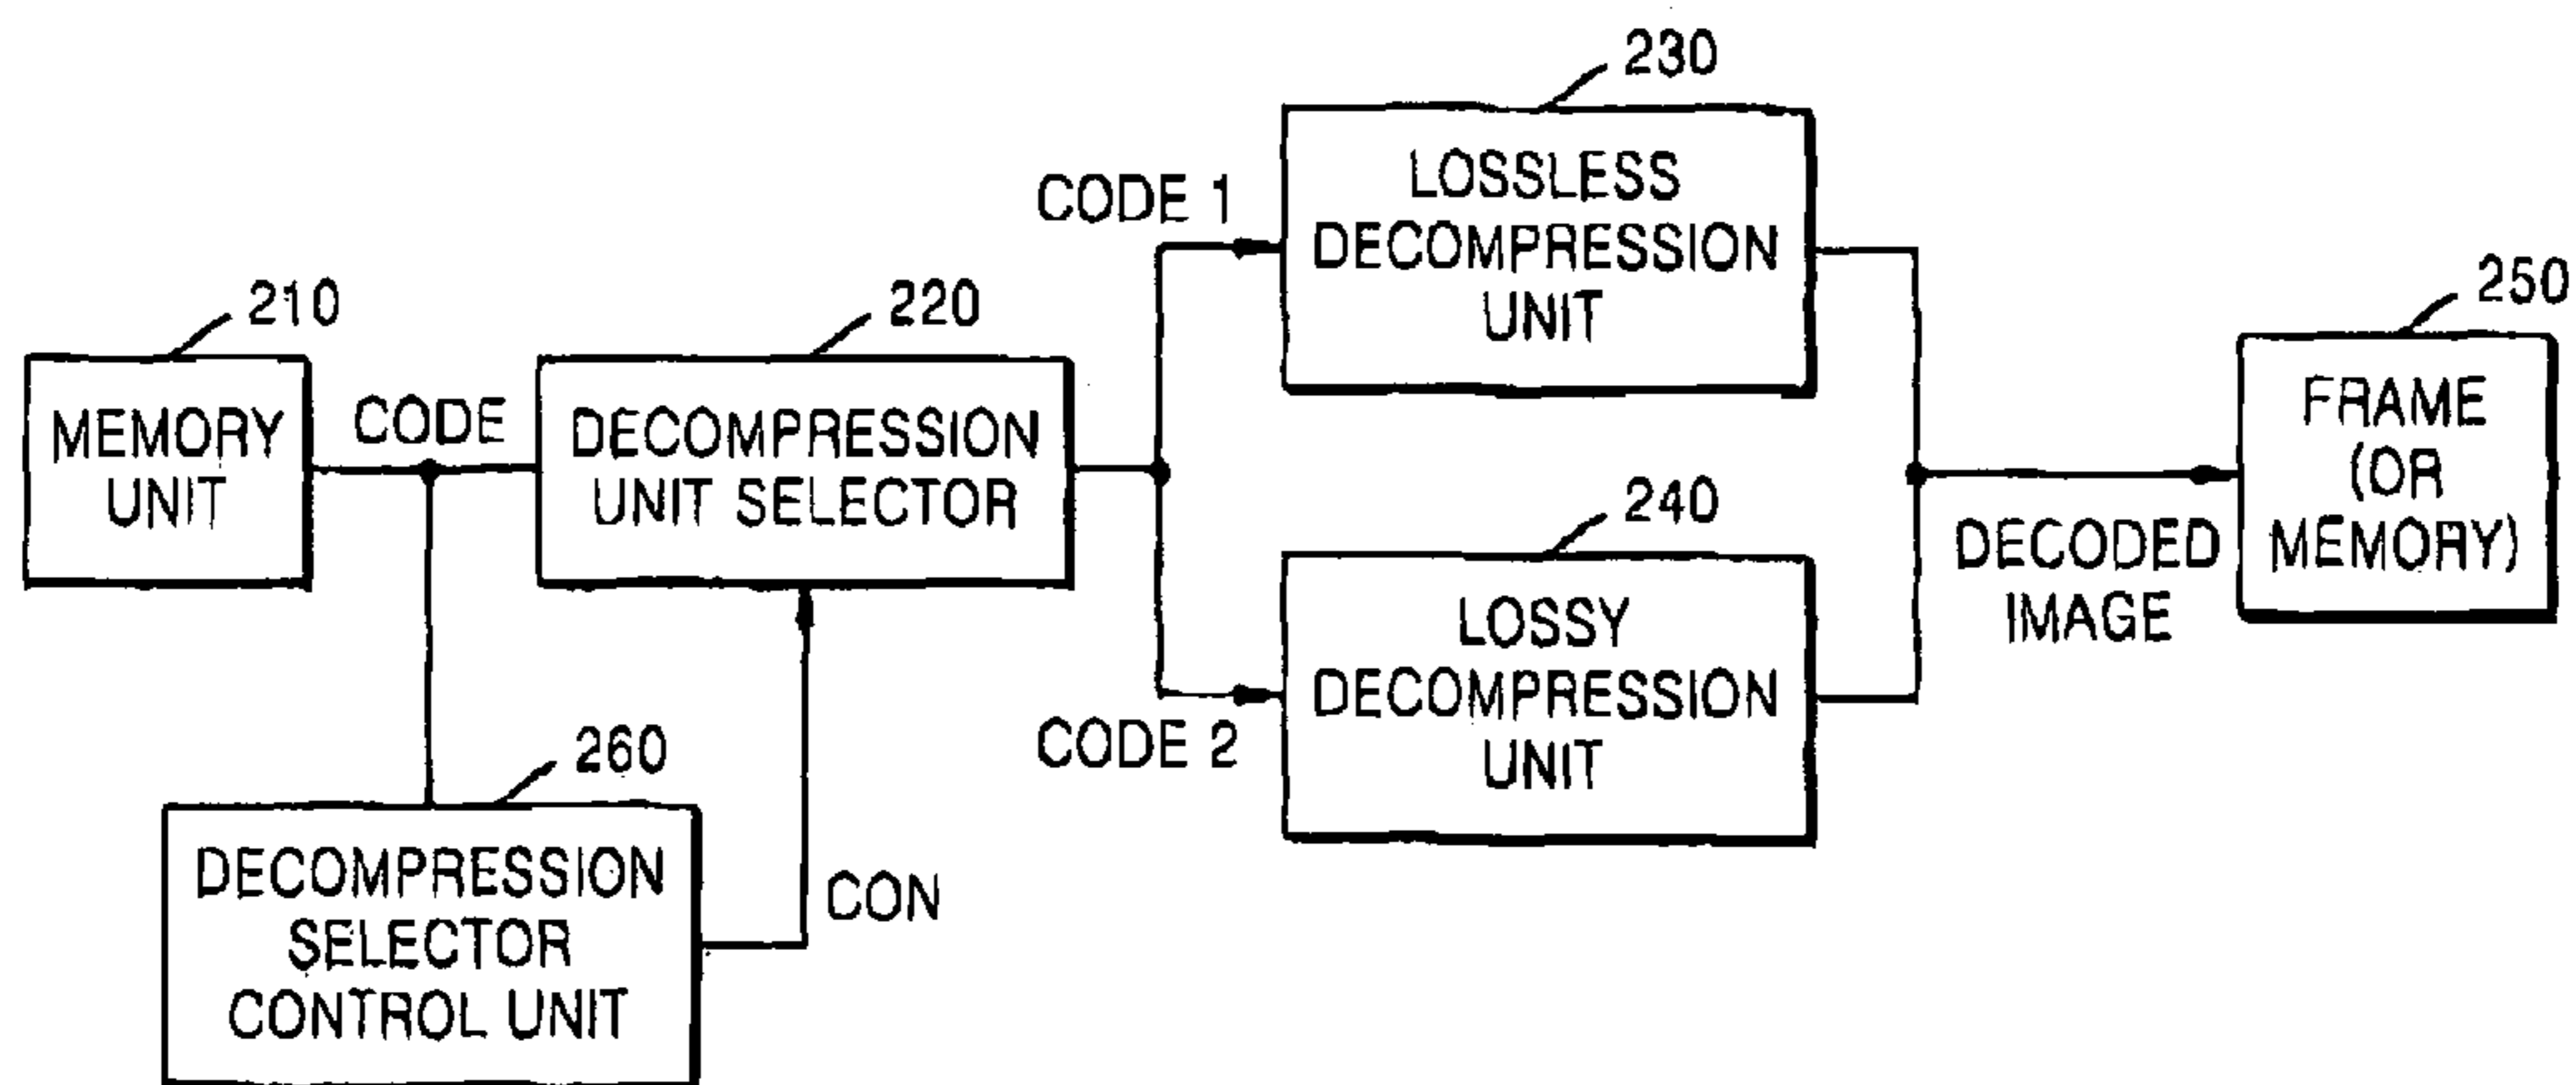 230
LOSSLESS
DECOMPRESSION
UNIT
CODE 1
210
MEMORY
UNIT
CODE
220
DECOMPRESSION
UNIT SELECTOR
250
FRAME
(OR
MEMORY)
DECODED
IMAGE
240
LOSSY
DECOMPRESSION
UNIT
CODE 2
260
DECOMPRESSION
SELECTOR
CONTROL UNIT
CON